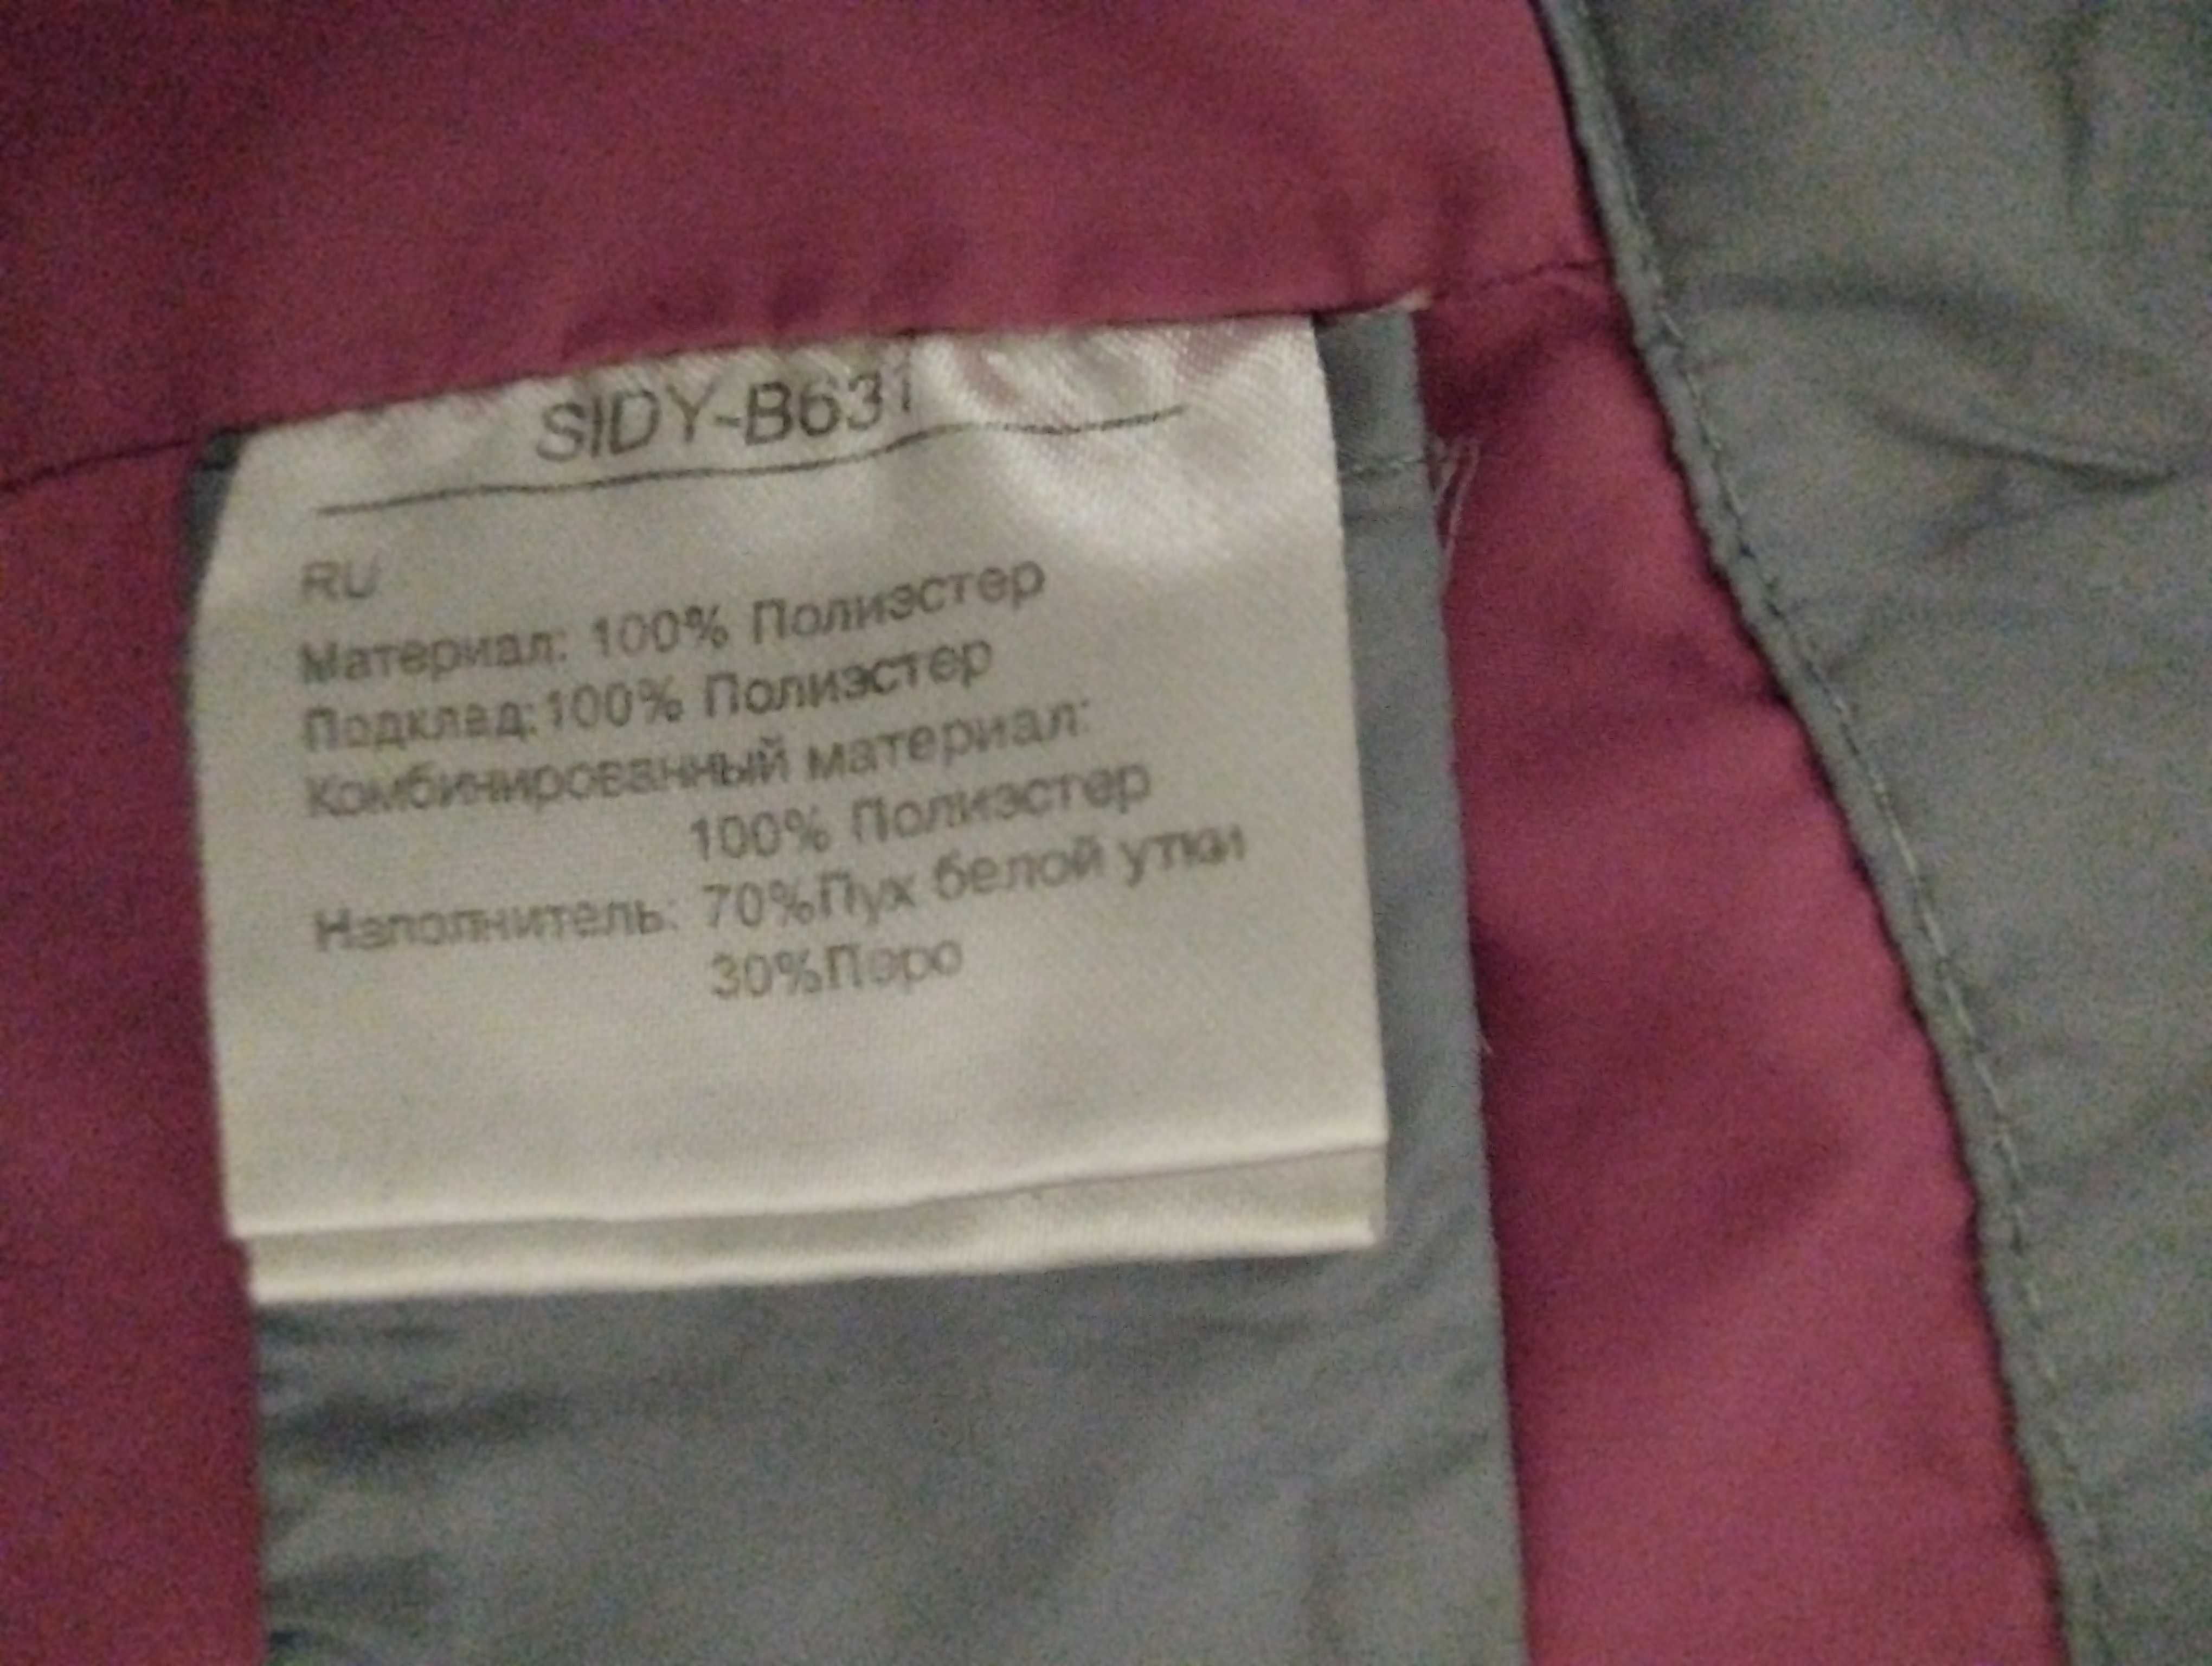 SIDY-B631
RU
Материал: 100% Полиэстер
Подклад:100% Полиэстер
Комбинированный материал:
100% Полиэстер
Наполнитель: 70%Пух белой утки
30%Перо